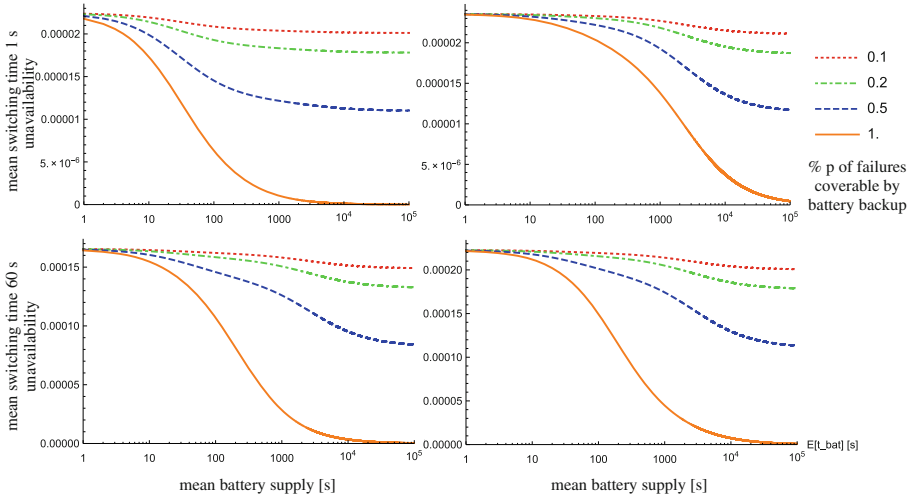 mean switching time 1 s
unavailability
0.00002
0.000015
0.00001
5. × 10⁻⁶
0
1 10 100 1000 10⁴ 10⁵
0.00002
0.000015
0.00001
5. × 10⁻⁶
0
1 10 100 1000 10⁴ 10⁵
0.1
0.2
0.5
1.
% p of failures
coverable by
battery backup
mean switching time 60 s
unavailability
0.00015
0.00010
0.00005
0.00000
1 10 100 1000 10⁴ 10⁵
mean battery supply [s]
0.00020
0.00015
0.00010
0.00005
0.00000
E[t_bat] [s]
1 10 100 1000 10⁴ 10⁵
mean battery supply [s]